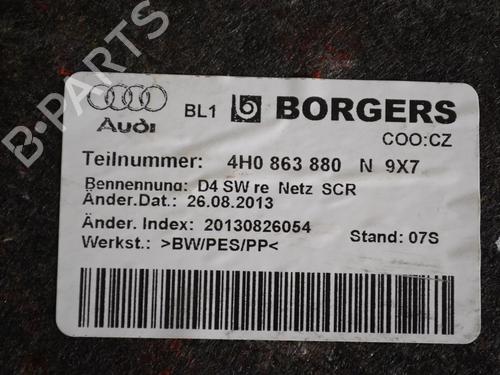 B-PARTS
Audi BL1 BORGERS
COO:CZ
Teilnummer: 4H0 863 880 N 9X7
Bennennung: D4 SW re Netz SCR
Änder.Dat.: 26.08.2013
Änder. Index: 20130826054
Werkst.: >BW/PES/PP< Stand: 07S